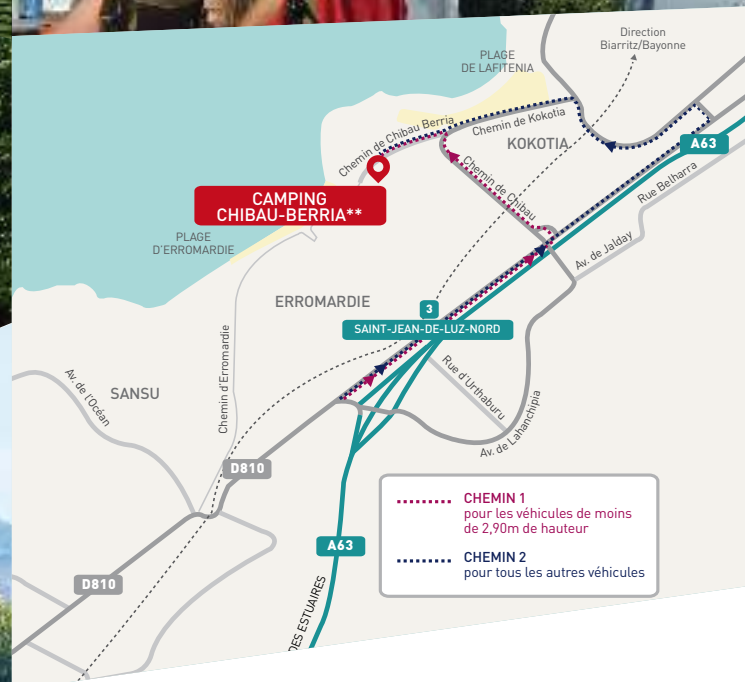 Direction
Biarritz/Bayonne
PLAGE
DE LAFITENIA
Chemin de Chibau Berria
Chemin de Kokotia
KOKOTIA
A63
Chemin de Chibau
Rue Belharra
CAMPING
CHIBAU-BERRIA**
Av. de Jalday
PLAGE
D'ERROMARDIE
ERROMARDIE
3
SAINT-JEAN-DE-LUZ-NORD
Chemin d'Erromardie
Rue d'Urthaburu
Av. de l'Océan
SANSU
Av. de Lahanchipia
D810
CHEMIN 1
pour les véhicules de moins
de 2,90m de hauteur
CHEMIN 2
pour tous les autres véhicules
A63
D810
DES ESTUAIRES